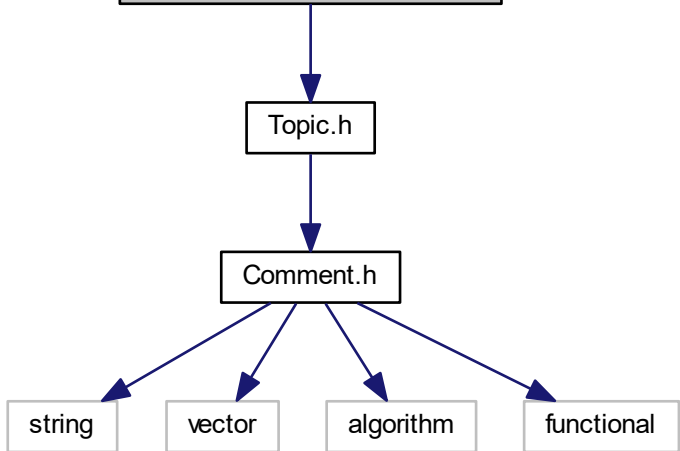 Topic.h
Comment.h
string
vector
algorithm
functional